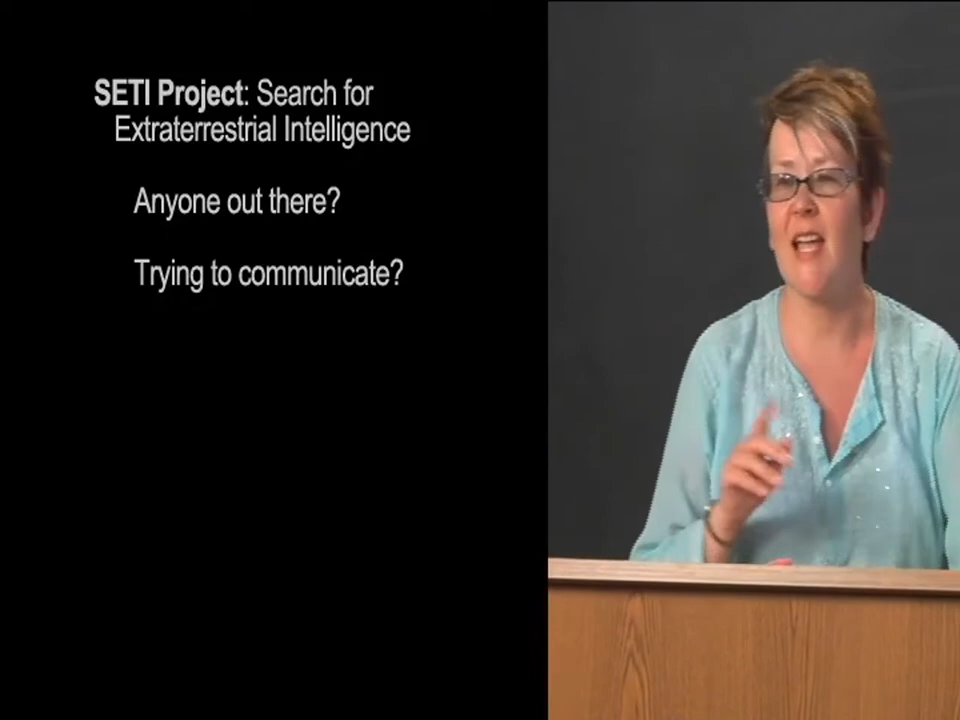 SETI Project: Search for
Extraterrestrial Intelligence
Anyone out there?
Trying to communicate?